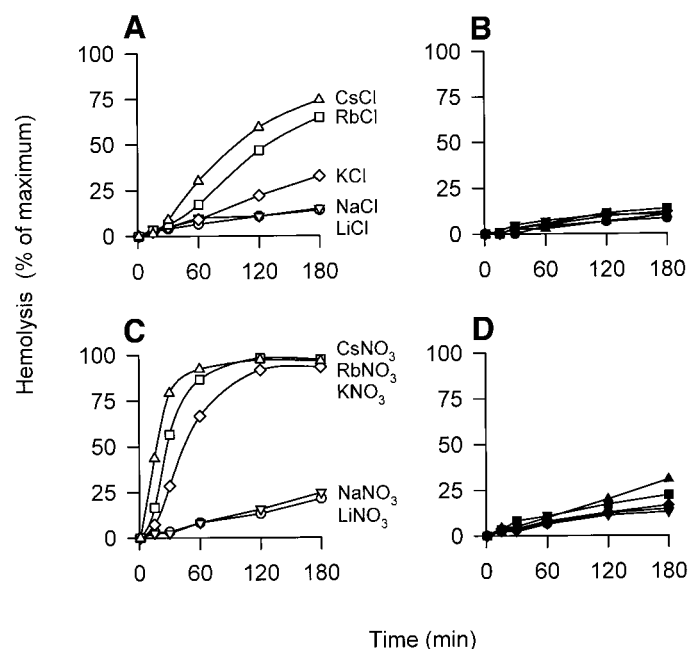 A
B
Hemolysis (% of maximum)
100
75
50
25
0
0 60 120 180
CsCl
RbCl
KCl
NaCl
LiCl
100
75
50
25
0
0 60 120 180
C
D
100
75
50
25
0
0 60 120 180
CsNO₃
RbNO₃
KNO₃
NaNO₃
LiNO₃
100
75
50
25
0
0 60 120 180
Time (min)